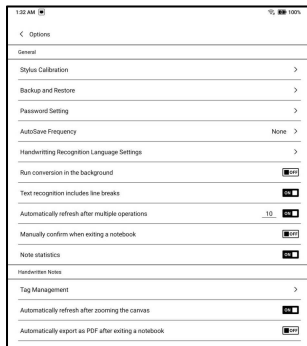 1:32 AM 100%
Options
General
Stylus Calibration
Backup and Restore
Password Setting
AutoSave Frequency None
Handwritting Recognition Language Settings
Run conversion in the background OFF
Text recognition includes line breaks ON
Automatically refresh after multiple operations 10 ON
Manually confirm when exiting a notebook OFF
Note statistics ON
Handwritten Notes
Tag Management
Automatically refresh after zooming the canvas ON
Automatically export as PDF after exiting a notebook OFF